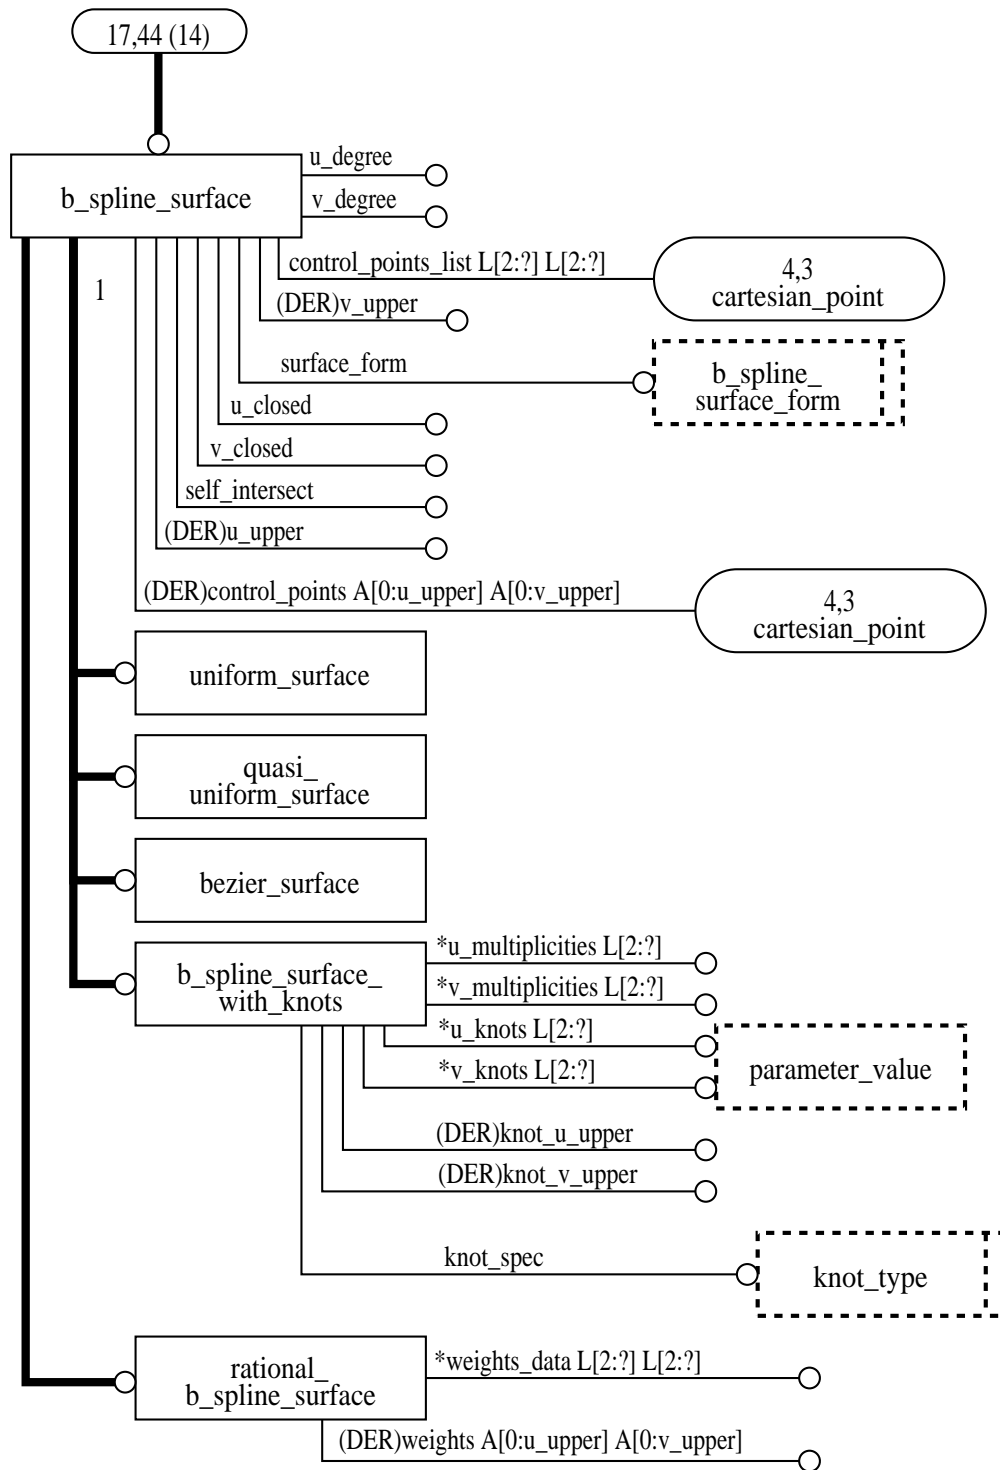 17,44 (14)
b_spline_surface
u_degree
v_degree
1
control_points_list L[2:?] L[2:?]
4,3
cartesian_point
(DER)v_upper
surface_form
b_spline_
surface_form
u_closed
v_closed
self_intersect
(DER)u_upper
(DER)control_points A[0:u_upper] A[0:v_upper]
4,3
cartesian_point
uniform_surface
quasi_
uniform_surface
bezier_surface
b_spline_surface_
with_knots
*u_multiplicities L[2:?]
*v_multiplicities L[2:?]
*u_knots L[2:?]
*v_knots L[2:?]
parameter_value
(DER)knot_u_upper
(DER)knot_v_upper
knot_spec
knot_type
rational_
b_spline_surface
*weights_data L[2:?] L[2:?]
(DER)weights A[0:u_upper] A[0:v_upper]